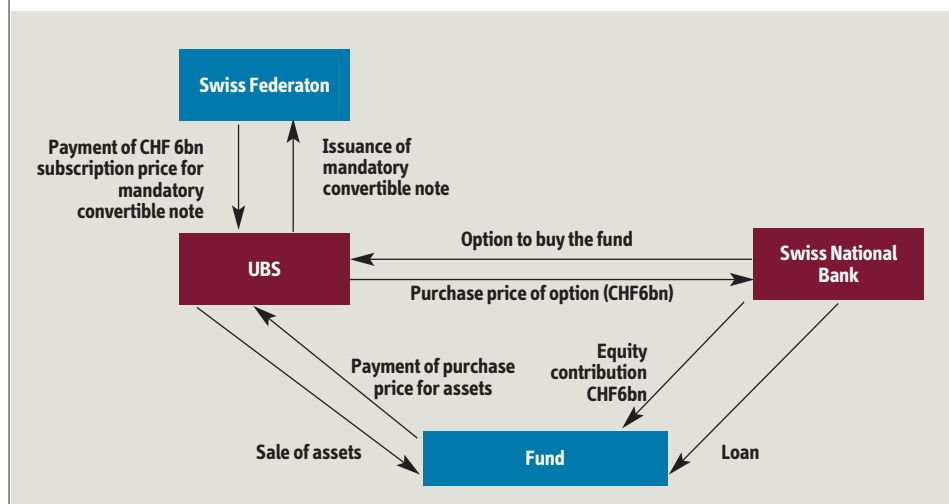 Swiss Federaton
Payment of CHF 6bn
subscription price for
mandatory
convertible note
Issuance of
mandatory
convertible note
UBS
Option to buy the fund
Purchase price of option (CHF6bn)
Swiss National
Bank
Payment of purchase
price for assets
Equity
contribution
CHF6bn
Sale of assets
Fund
Loan